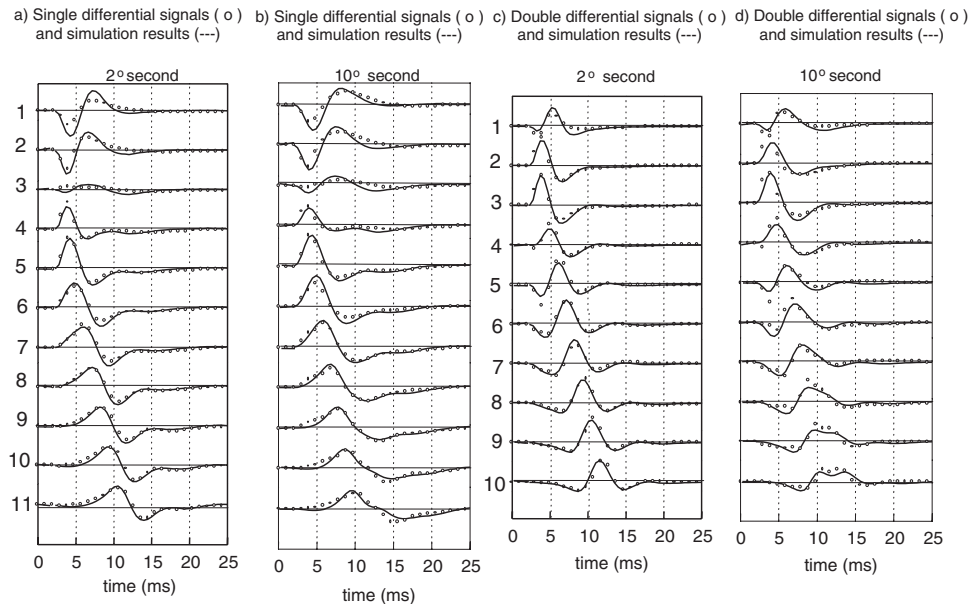 a) Single differential signals ( o )
and simulation results (---)
b) Single differential signals ( o )
and simulation results (---)
c) Double differential signals ( o )
and simulation results (---)
d) Double differential signals ( o )
and simulation results (---)
2º second
10º second
2º second
10º second
1
2
3
4
5
6
7
8
9
10
11
1
2
3
4
5
6
7
8
9
10
0 5 10 15 20 25
0 5 10 15 20 25
0 5 10 15 20 25
0 5 10 15 20 25
time (ms)
time (ms)
time (ms)
time (ms)